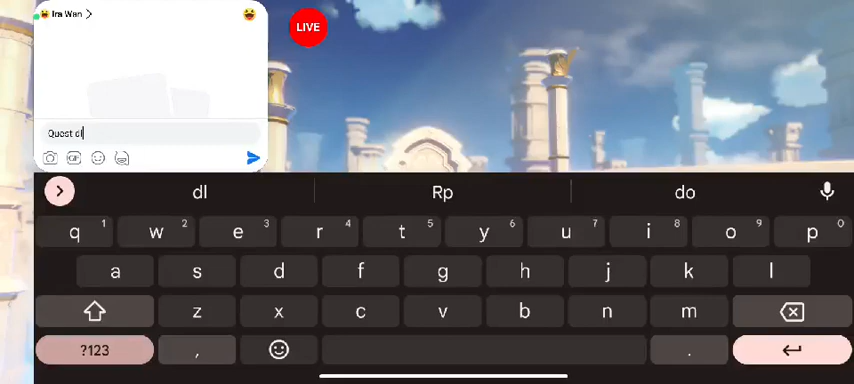 Ira Wan
LIVE
Quest dl
GIF
dl Rp do
q 1 w 2 e 3 r 4 t 5 y 6 u 7 i 8 o 9 p 0
a s d f g h j k l
z x c v b n m
?123 , .